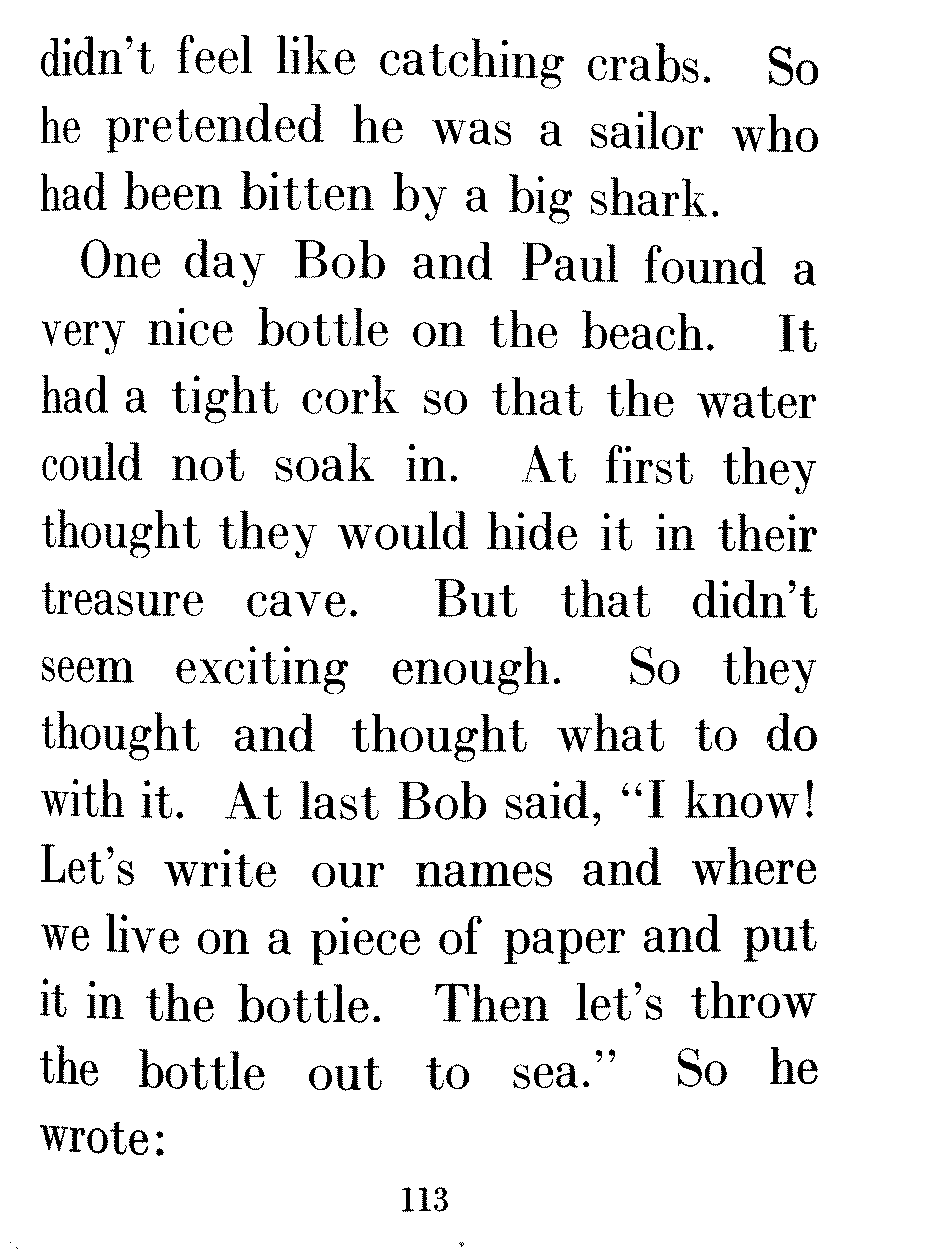 didn't feel like catching crabs. So
he pretended he was a sailor who
had been bitten by a big shark.
One day Bob and Paul found a
very nice bottle on the beach. It
had a tight cork so that the water
could not soak in. At first they
thought they would hide it in their
treasure cave. But that didn't
seem exciting enough. So they
thought and thought what to do
with it. At last Bob said, “I know!
Let's write our names and where
we live on a piece of paper and put
it in the bottle. Then let's throw
the bottle out to sea.” So he
wrote:
113